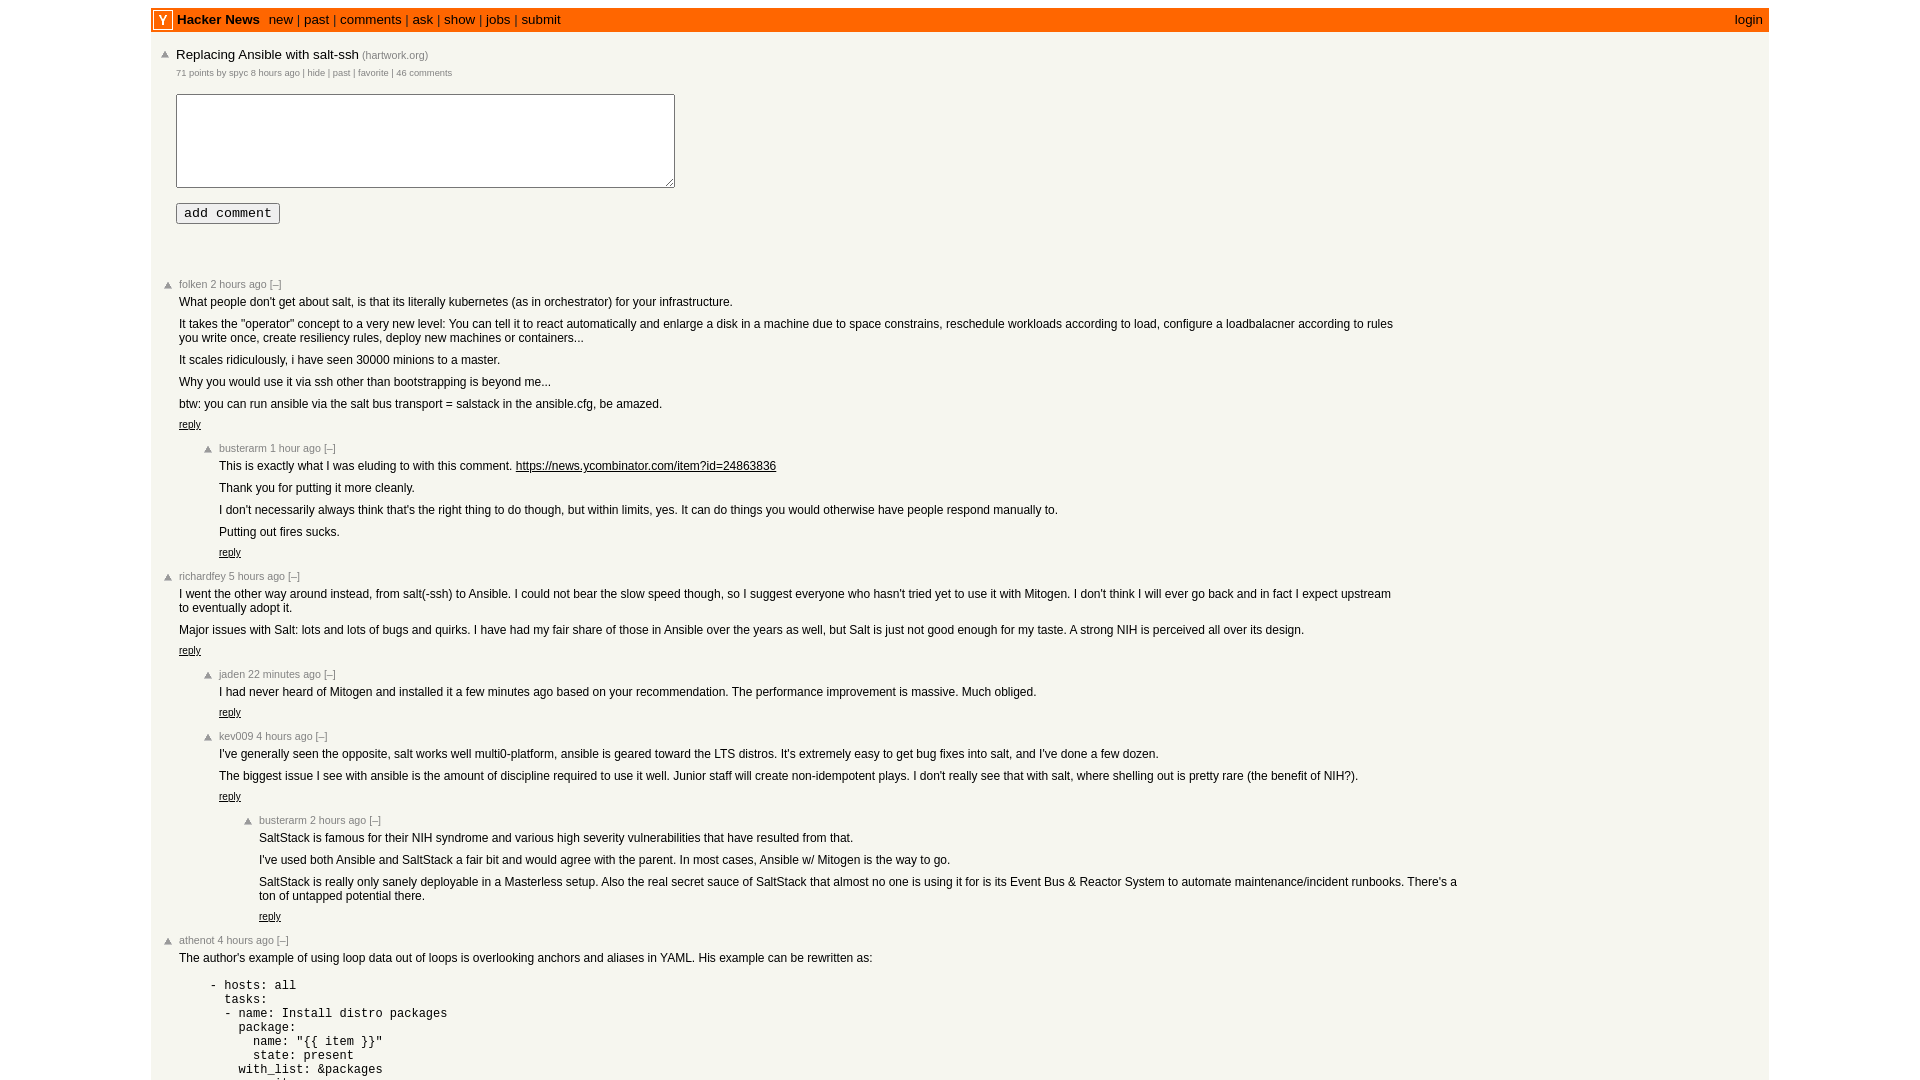 Y Hacker News new | past | comments | ask | show | jobs | submit login
Replacing Ansible with salt-ssh (hartwork.org)
71 points by spyc 8 hours ago | hide | past | favorite | 46 comments
add comment
folken 2 hours ago [–]
What people don't get about salt, is that its literally kubernetes (as in orchestrator) for your infrastructure.
It takes the "operator" concept to a very new level: You can tell it to react automatically and enlarge a disk in a machine due to space constrains, reschedule workloads according to load, configure a loadbalacner according to rules
you write once, create resiliency rules, deploy new machines or containers...
It scales ridiculously, i have seen 30000 minions to a master.
Why you would use it via ssh other than bootstrapping is beyond me...
btw: you can run ansible via the salt bus transport = salstack in the ansible.cfg, be amazed.
reply
busterarm 1 hour ago [–]
This is exactly what I was eluding to with this comment. https://news.ycombinator.com/item?id=24863836
Thank you for putting it more cleanly.
I don't necessarily always think that's the right thing to do though, but within limits, yes. It can do things you would otherwise have people respond manually to.
Putting out fires sucks.
reply
richardfey 5 hours ago [–]
I went the other way around instead, from salt(-ssh) to Ansible. I could not bear the slow speed though, so I suggest everyone who hasn't tried yet to use it with Mitogen. I don't think I will ever go back and in fact I expect upstream
to eventually adopt it.
Major issues with Salt: lots and lots of bugs and quirks. I have had my fair share of those in Ansible over the years as well, but Salt is just not good enough for my taste. A strong NIH is perceived all over its design.
reply
jaden 22 minutes ago [–]
I had never heard of Mitogen and installed it a few minutes ago based on your recommendation. The performance improvement is massive. Much obliged.
reply
kev009 4 hours ago [–]
I've generally seen the opposite, salt works well multi0-platform, ansible is geared toward the LTS distros. It's extremely easy to get bug fixes into salt, and I've done a few dozen.
The biggest issue I see with ansible is the amount of discipline required to use it well. Junior staff will create non-idempotent plays. I don't really see that with salt, where shelling out is pretty rare (the benefit of NIH?).
reply
busterarm 2 hours ago [–]
SaltStack is famous for their NIH syndrome and various high severity vulnerabilities that have resulted from that.
I've used both Ansible and SaltStack a fair bit and would agree with the parent. In most cases, Ansible w/ Mitogen is the way to go.
SaltStack is really only sanely deployable in a Masterless setup. Also the real secret sauce of SaltStack that almost no one is using it for is its Event Bus & Reactor System to automate maintenance/incident runbooks. There's a
ton of untapped potential there.
reply
athenot 4 hours ago [–]
The author's example of using loop data out of loops is overlooking anchors and aliases in YAML. His example can be rewritten as:
- hosts: all
tasks:
- name: Install distro packages
package:
name: "{{ item }}"
state: present
with_list: &packages